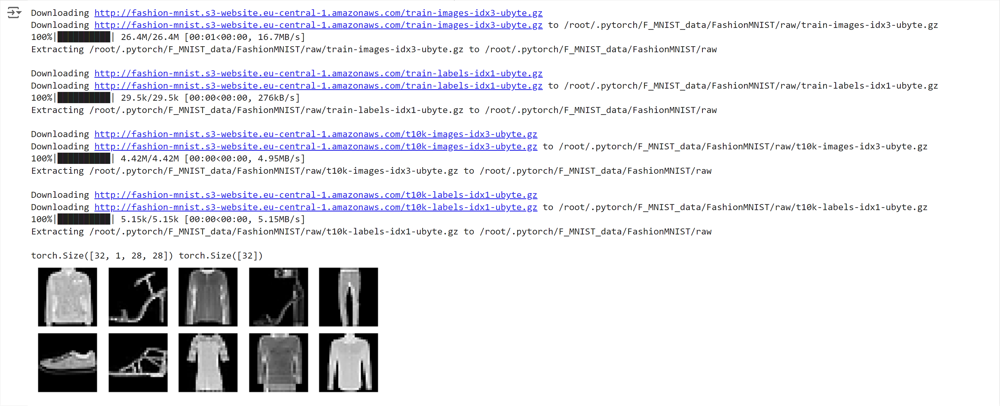 Downloading http://fashion-mnist.s3-website.eu-central-1.amazonaws.com/train-images-idx3-ubyte.gz
Downloading http://fashion-mnist.s3-website.eu-central-1.amazonaws.com/train-images-idx3-ubyte.gz to /root/.pytorch/F_MNIST_data/FashionMNIST/raw/train-images-idx3-ubyte.gz
100%|██████████| 26.4M/26.4M [00:01<00:00, 16.7MB/s]
Extracting /root/.pytorch/F_MNIST_data/FashionMNIST/raw/train-images-idx3-ubyte.gz to /root/.pytorch/F_MNIST_data/FashionMNIST/raw
Downloading http://fashion-mnist.s3-website.eu-central-1.amazonaws.com/train-labels-idx1-ubyte.gz
Downloading http://fashion-mnist.s3-website.eu-central-1.amazonaws.com/train-labels-idx1-ubyte.gz to /root/.pytorch/F_MNIST_data/FashionMNIST/raw/train-labels-idx1-ubyte.gz
100%|██████████| 29.5k/29.5k [00:00<00:00, 276kB/s]
Extracting /root/.pytorch/F_MNIST_data/FashionMNIST/raw/train-labels-idx1-ubyte.gz to /root/.pytorch/F_MNIST_data/FashionMNIST/raw
Downloading http://fashion-mnist.s3-website.eu-central-1.amazonaws.com/t10k-images-idx3-ubyte.gz
Downloading http://fashion-mnist.s3-website.eu-central-1.amazonaws.com/t10k-images-idx3-ubyte.gz to /root/.pytorch/F_MNIST_data/FashionMNIST/raw/t10k-images-idx3-ubyte.gz
100%|██████████| 4.42M/4.42M [00:00<00:00, 4.95MB/s]
Extracting /root/.pytorch/F_MNIST_data/FashionMNIST/raw/t10k-images-idx3-ubyte.gz to /root/.pytorch/F_MNIST_data/FashionMNIST/raw
Downloading http://fashion-mnist.s3-website.eu-central-1.amazonaws.com/t10k-labels-idx1-ubyte.gz
Downloading http://fashion-mnist.s3-website.eu-central-1.amazonaws.com/t10k-labels-idx1-ubyte.gz to /root/.pytorch/F_MNIST_data/FashionMNIST/raw/t10k-labels-idx1-ubyte.gz
100%|██████████| 5.15k/5.15k [00:00<00:00, 5.15MB/s]
Extracting /root/.pytorch/F_MNIST_data/FashionMNIST/raw/t10k-labels-idx1-ubyte.gz to /root/.pytorch/F_MNIST_data/FashionMNIST/raw
torch.Size([32, 1, 28, 28]) torch.Size([32])